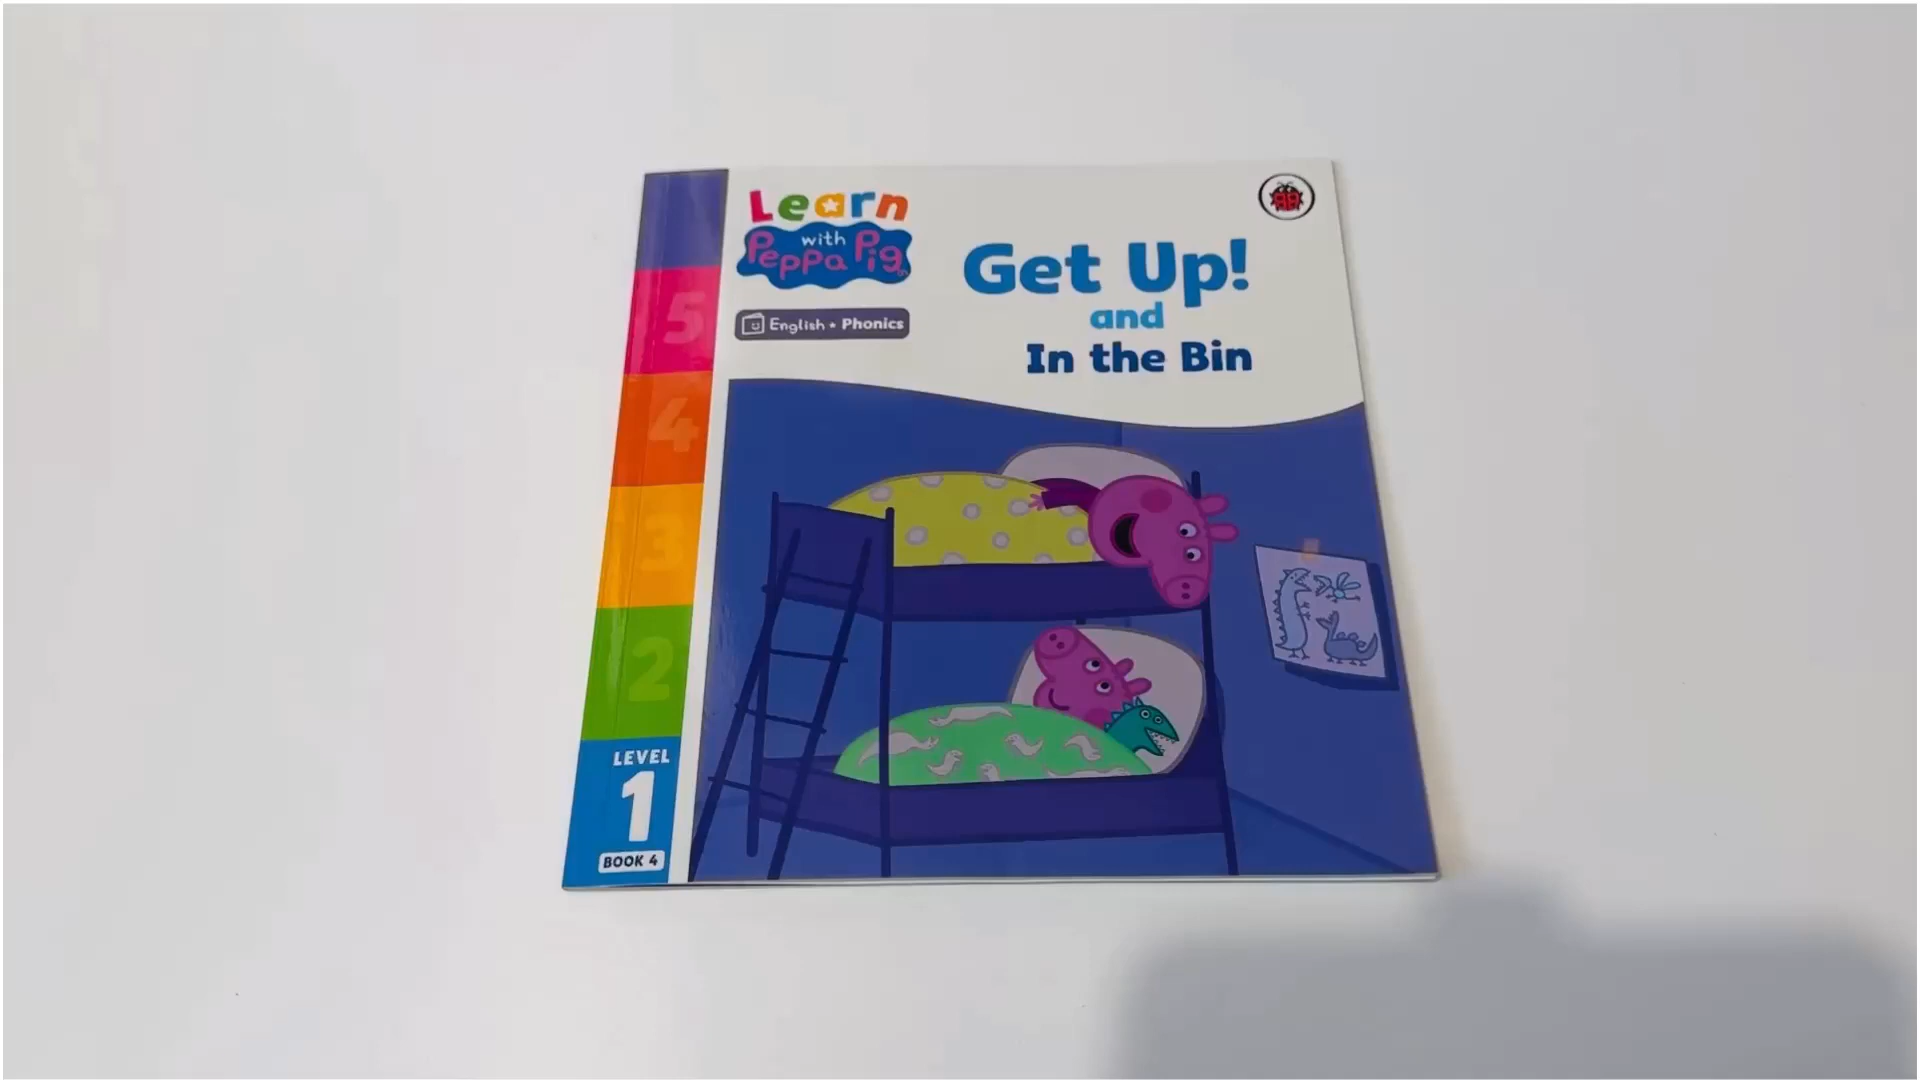 Learn
with
Peppa Pig
English • Phonics
Get Up!
and
In the Bin
5
4
3
2
LEVEL
1
BOOK 4